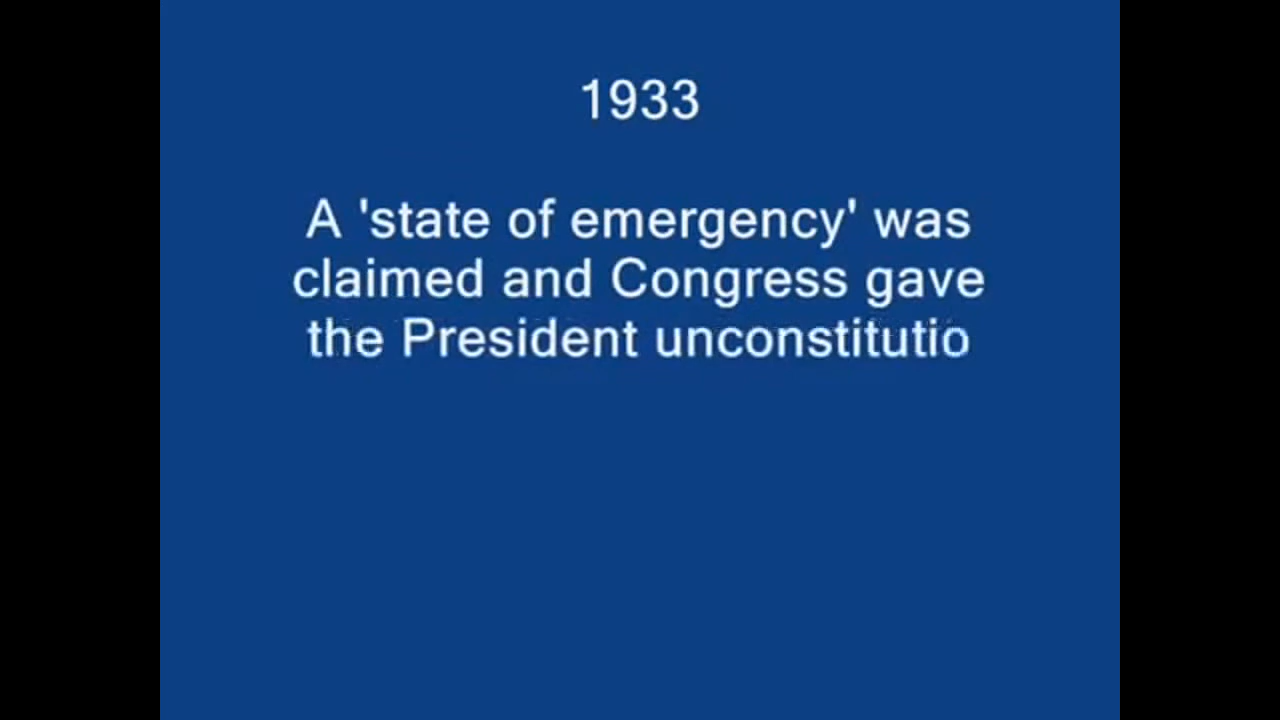 1933
A 'state of emergency' was
claimed and Congress gave
the President unconstitutio